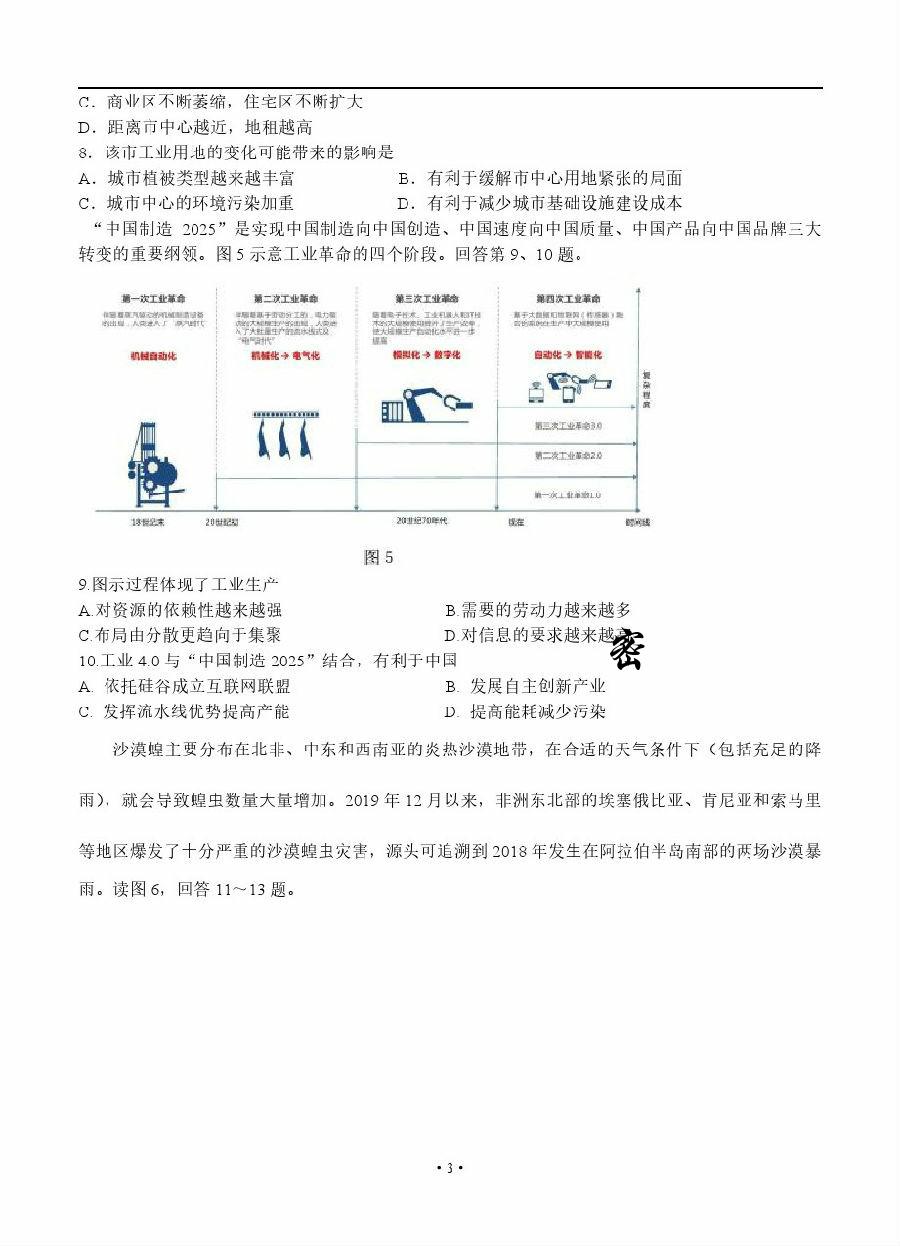 C．商业区不断萎缩，住宅区不断扩大
D．距离市中心越近，地租越高
8．该市工业用地的变化可能带来的影响是
A．城市植被类型越来越丰富 B．有利于缓解市中心用地紧张的局面
C．城市中心的环境污染加重 D．有利于减少城市基础设施建设成本
“中国制造 2025”是实现中国制造向中国创造、中国速度向中国质量、中国产品向中国品牌三大
转变的重要纲领。图 5 示意工业革命的四个阶段。回答第 9、10 题。
第一次工业革命 第二次工业革命 第三次工业革命 第四次工业革命
机械自动化 机械化→电气化 模拟化→数字化 自动化→智能化
复杂程度
第三次工业革命3.0
第二次工业革命2.0
第一次工业革命1.0
18世纪末 20世纪初 20世纪70年代 现在 时间线
图 5
9.图示过程体现了工业生产
A.对资源的依赖性越来越强 B.需要的劳动力越来越多
C.布局由分散更趋向于集聚 D.对信息的要求越来越高
密
10.工业 4.0 与“中国制造 2025”结合，有利于中国
A. 依托硅谷成立互联网联盟 B. 发展自主创新产业
C. 发挥流水线优势提高产能 D. 提高能耗减少污染
沙漠蝗主要分布在北非、中东和西南亚的炎热沙漠地带，在合适的天气条件下（包括充足的降
雨），就会导致蝗虫数量大量增加。2019 年 12 月以来，非洲东北部的埃塞俄比亚、肯尼亚和索马里
等地区爆发了十分严重的沙漠蝗虫灾害，源头可追溯到 2018 年发生在阿拉伯半岛南部的两场沙漠暴
雨。读图 6，回答 11～13 题。
· 3 ·